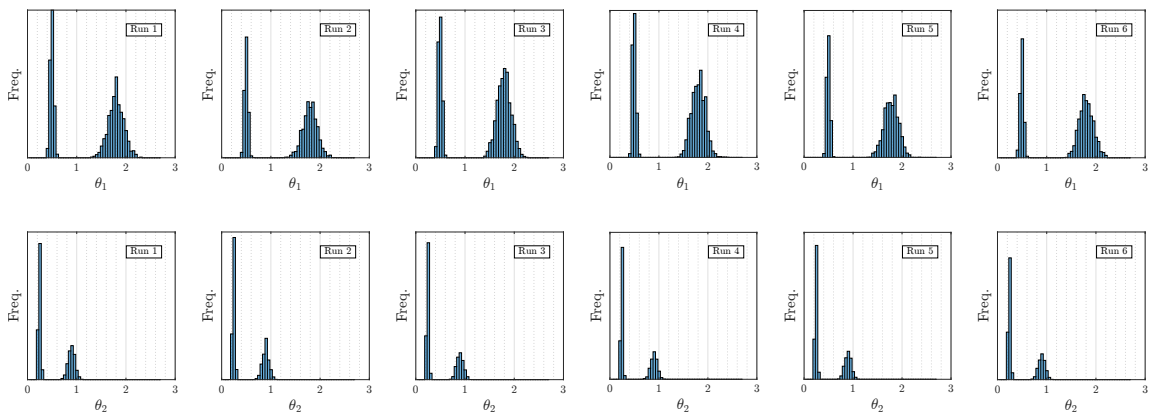 Run 1
Freq.
0 1 2 3
θ1
Run 2
Freq.
0 1 2 3
θ1
Run 3
Freq.
0 1 2 3
θ1
Run 4
Freq.
0 1 2 3
θ1
Run 5
Freq.
0 1 2 3
θ1
Run 6
Freq.
0 1 2 3
θ1
Run 1
Freq.
0 1 2 3
θ2
Run 2
Freq.
0 1 2 3
θ2
Run 3
Freq.
0 1 2 3
θ2
Run 4
Freq.
0 1 2 3
θ2
Run 5
Freq.
0 1 2 3
θ2
Run 6
Freq.
0 1 2 3
θ2